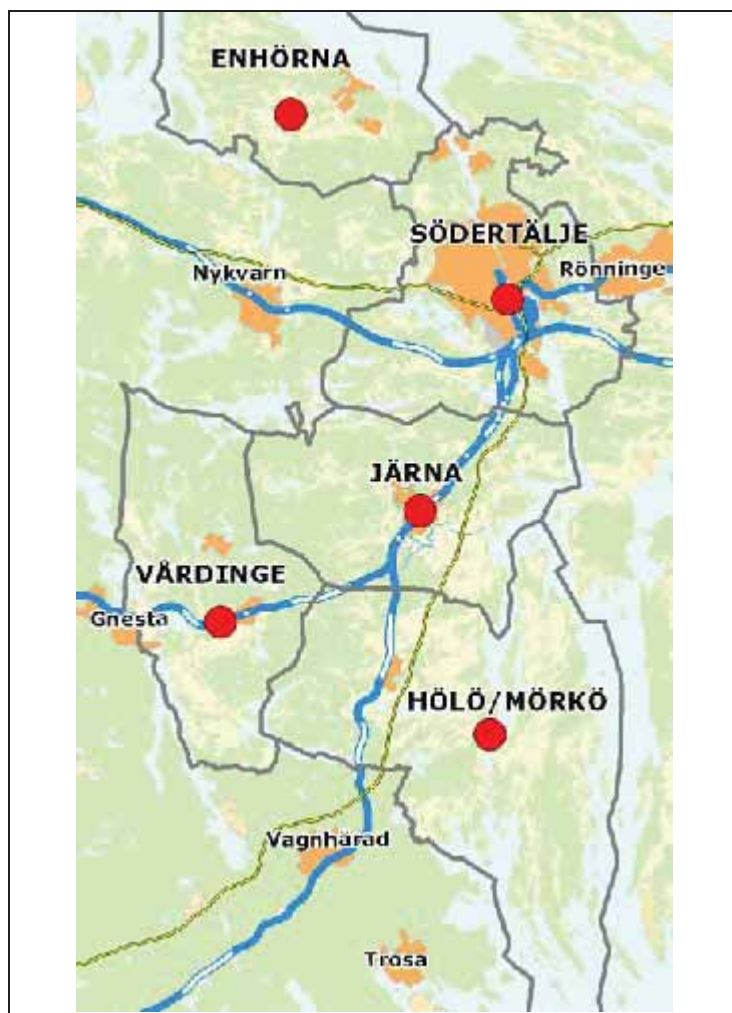 ENHÖRNA
SÖDERTÄLJE
Nykvarn
Rönninge
JÄRNA
VÅRDINGE
Gnesta
HÖLÖ/MÖRKÖ
Vagnhärad
Trosa